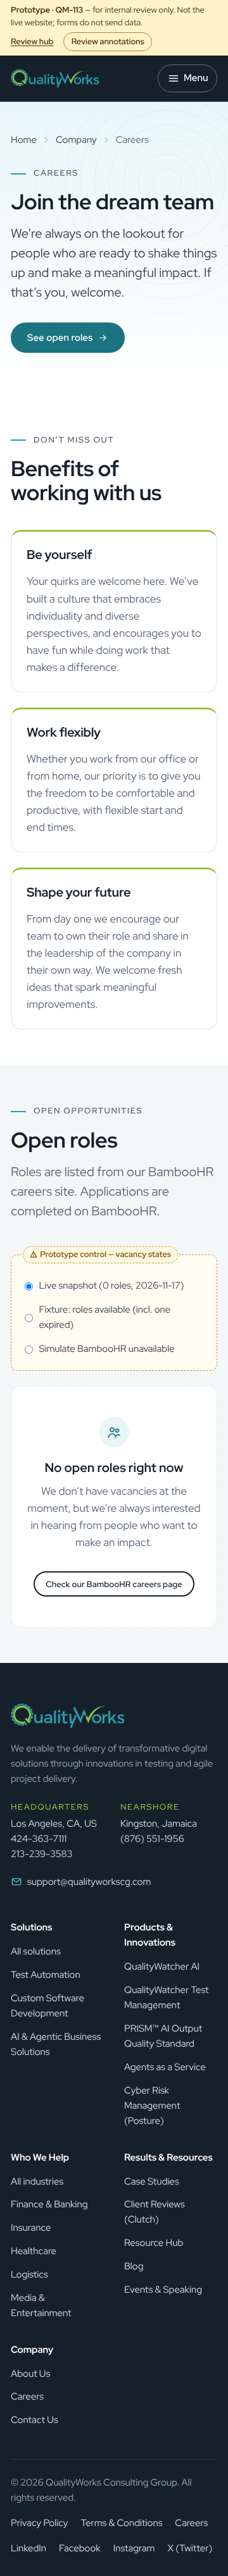 Prototype · QM-113 — for internal review only. Not the
live website; forms do not send data.
Review hub
Review annotations
QualityWorks
Menu
Home > Company > Careers
CAREERS
Join the dream team
We're always on the lookout for
people who are ready to shake things
up and make a meaningful impact. If
that's you, welcome.
See open roles →
DON'T MISS OUT
Benefits of
working with us
Be yourself
Your quirks are welcome here. We've
built a culture that embraces
individuality and diverse
perspectives, and encourages you to
have fun while doing work that
makes a difference.
Work flexibly
Whether you work from our office or
from home, our priority is to give you
the freedom to be comfortable and
productive, with flexible start and
end times.
Shape your future
From day one we encourage our
team to own their role and share in
the leadership of the company in
their own way. We welcome fresh
ideas that spark meaningful
improvements.
OPEN OPPORTUNITIES
Open roles
Roles are listed from our BambooHR
careers site. Applications are
completed on BambooHR.
Prototype control — vacancy states
Live snapshot (0 roles, 2026-11-17)
Fixture: roles available (incl. one
expired)
Simulate BambooHR unavailable
No open roles right now
We don't have vacancies at the
moment, but we're always interested
in hearing from people who want to
make an impact.
Check our BambooHR careers page
QualityWorks
We enable the delivery of transformative digital
solutions through innovations in testing and agile
project delivery.
HEADQUARTERS
Los Angeles, CA, US
424-363-7111
213-239-3583
NEARSHORE
Kingston, Jamaica
(876) 551-1956
support@qualityworkscg.com
Solutions
All solutions
Test Automation
Custom Software
Development
AI & Agentic Business
Solutions
Products &
Innovations
QualityWatcher AI
QualityWatcher Test
Management
PRISM™ AI Output
Quality Standard
Agents as a Service
Cyber Risk
Management
(Posture)
Who We Help
All industries
Finance & Banking
Insurance
Healthcare
Logistics
Media &
Entertainment
Results & Resources
Case Studies
Client Reviews
(Clutch)
Resource Hub
Blog
Events & Speaking
Company
About Us
Careers
Contact Us
© 2026 QualityWorks Consulting Group. All
rights reserved.
Privacy Policy Terms & Conditions Careers
LinkedIn Facebook Instagram X (Twitter)